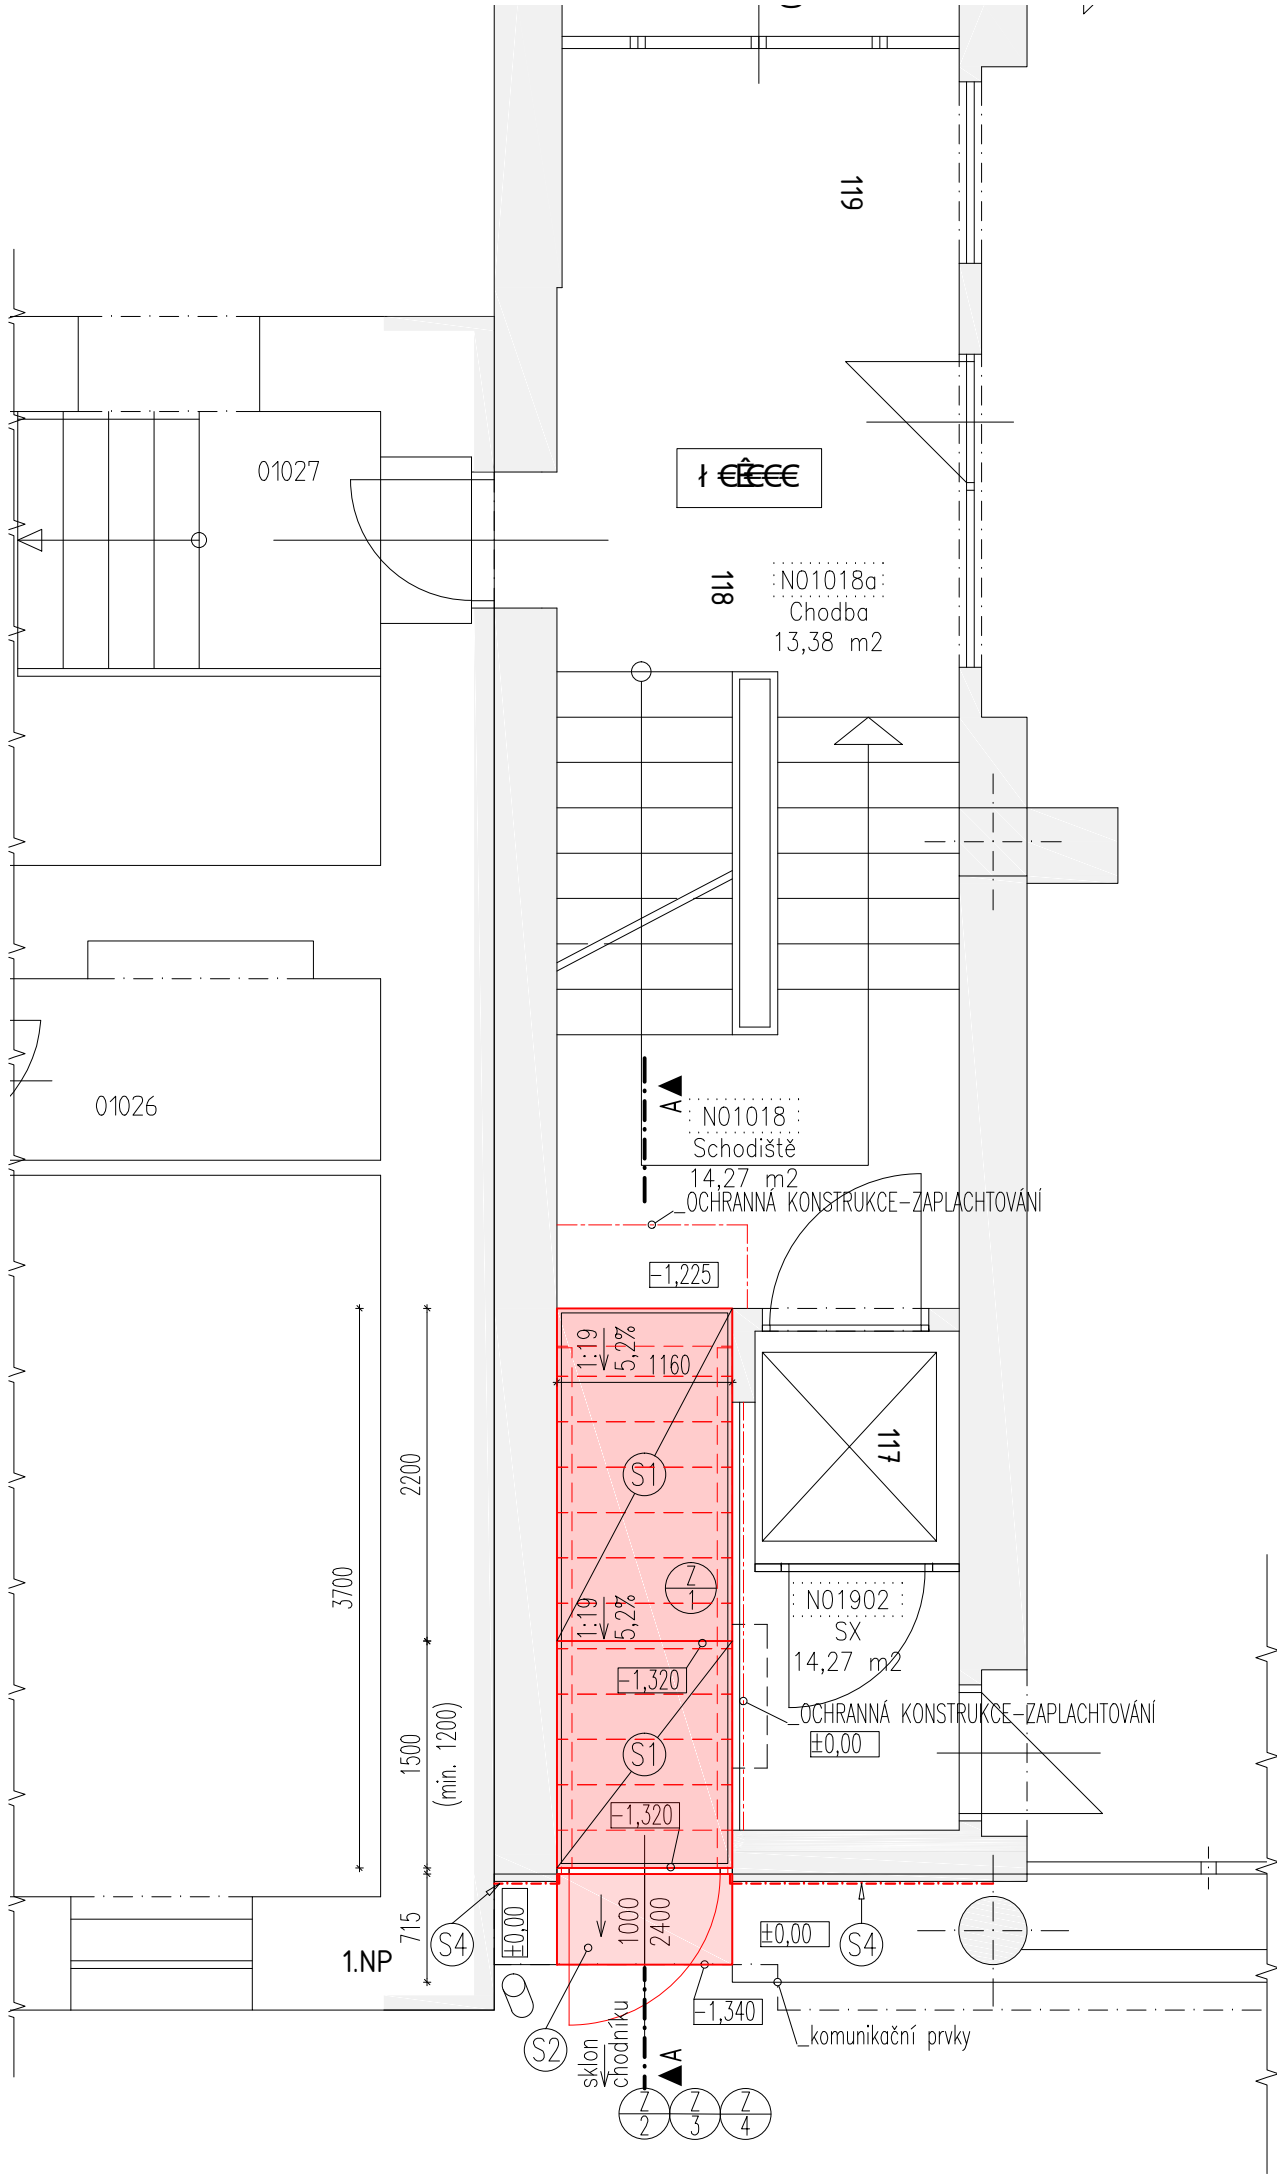 119
01027
118
N01018a
Chodba
13,38 m2
01026
A
N01018
Schodiště
14,27 m2
OCHRANNÁ KONSTRUKCE-ZAPLACHTOVÁNÍ
-1,225
1:19
5,2%
1160
117
S1
2200
3700
Z
1
1:19
5,2%
N01902
SX
14,27 m2
-1,320
OCHRANNÁ KONSTRUKCE-ZAPLACHTOVÁNÍ
±0,00
1500
(min. 1200)
S1
-1,320
715
1.NP
S4
±0,00
1000
2400
±0,00
S4
-1,340
komunikační prvky
S2
sklon
chodníku
A
Z
2
Z
3
Z
4